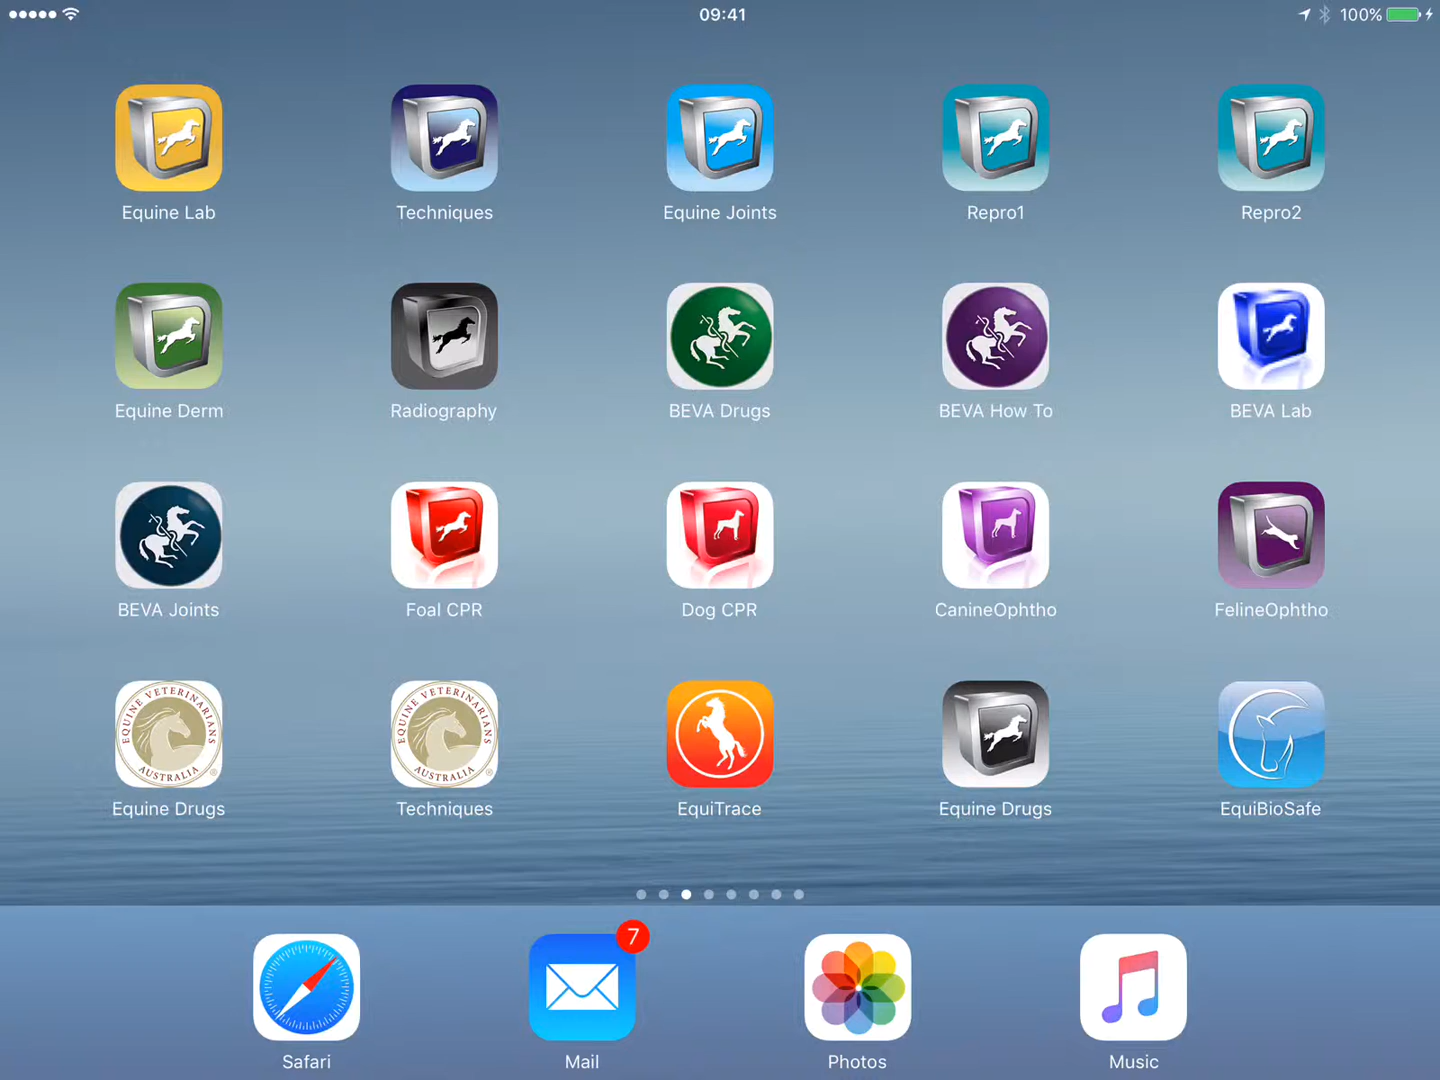 09:41
100%
Equine Lab
Techniques
Equine Joints
Repro1
Repro2
Equine Derm
Radiography
BEVA Drugs
BEVA How To
BEVA Lab
BEVA Joints
Foal CPR
Dog CPR
CanineOphtho
FelineOphtho
EQUINE VETERINARIANS
AUSTRALIA ®
EQUINE VETERINARIANS
AUSTRALIA ®
Equine Drugs
Techniques
EquiTrace
Equine Drugs
EquiBioSafe
7
Safari
Mail
Photos
Music